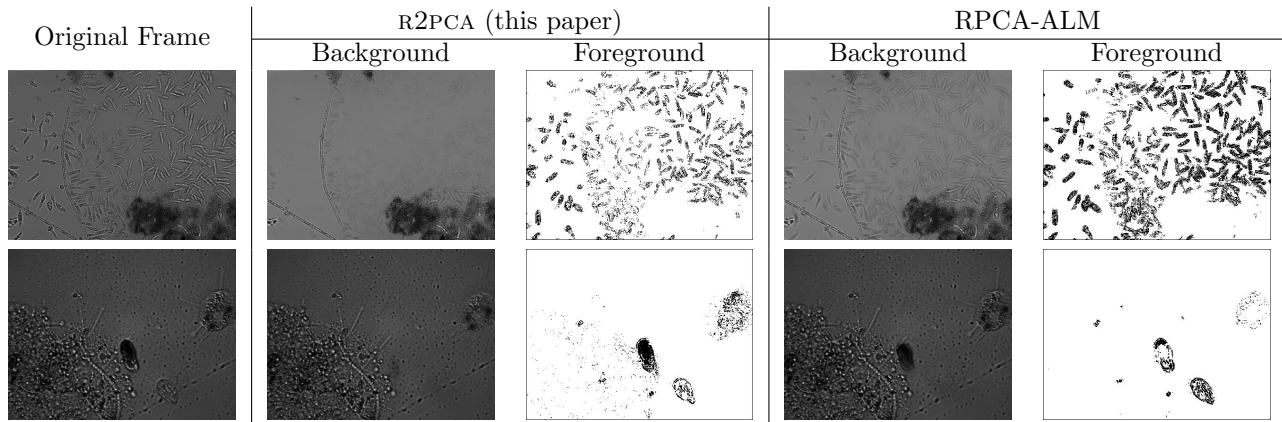 Original Frame
R2PCA (this paper)
RPCA-ALM
Background
Foreground
Background
Foreground